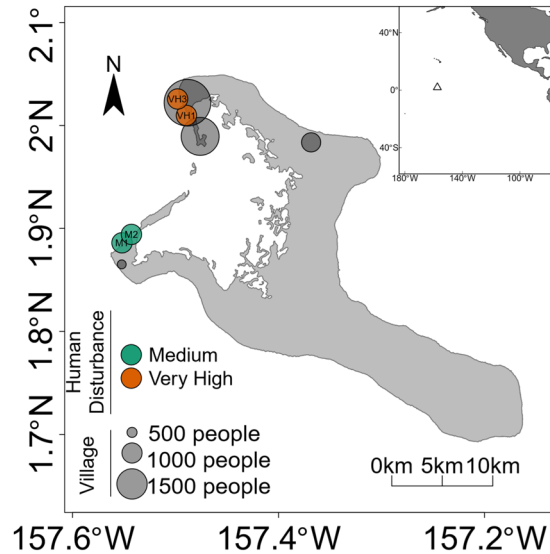 2.1°
2°N
1.9°N
1.8°N
1.7°N
N
VH3
VH1
M2
M1
40°N
0°
40°S
180°W
140°W
100°W
Human
Disturbance
Medium
Very High
Village
500 people
1000 people
1500 people
0km 5km 10km
157.6°W
157.4°W
157.2°W